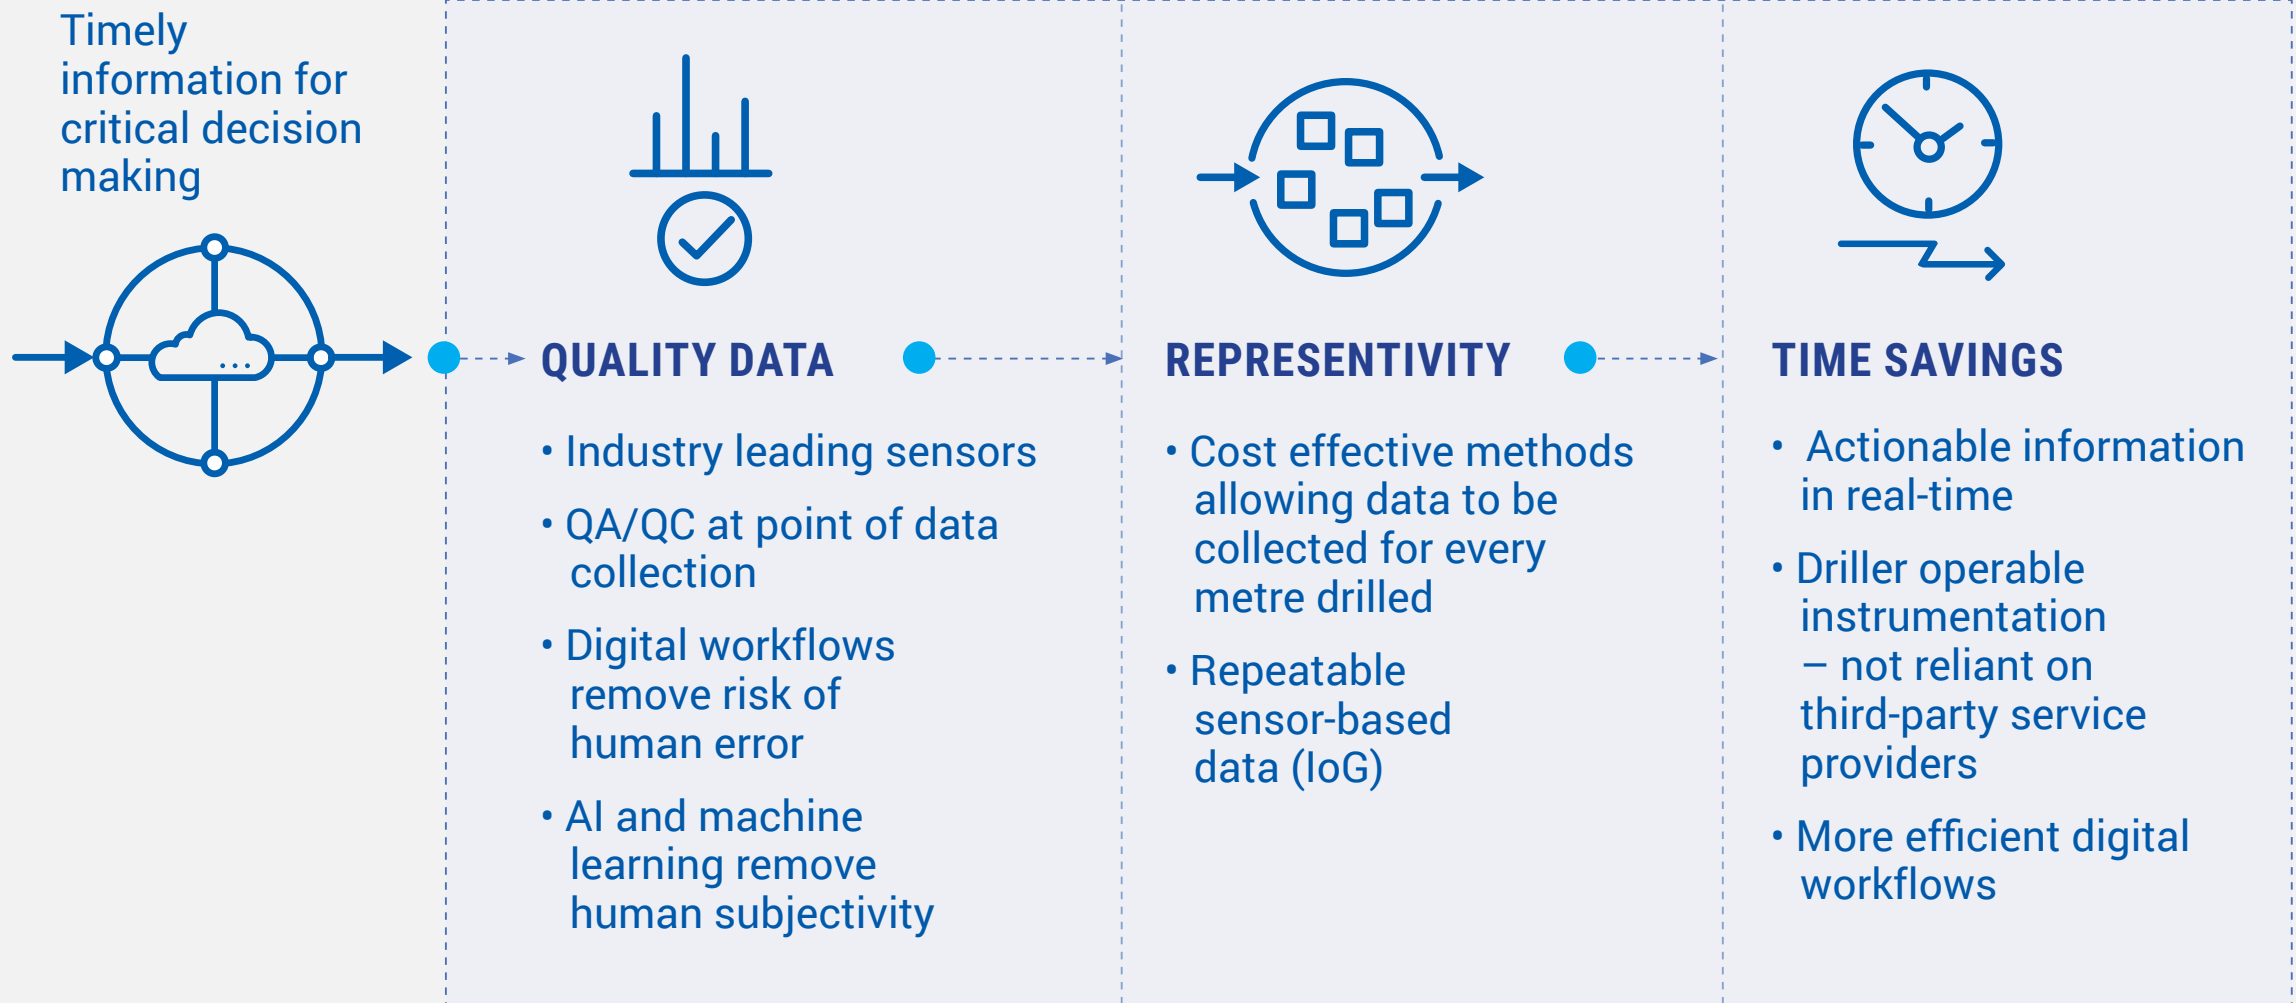 Timely
information for
critical decision
making
QUALITY DATA
• Industry leading sensors
• QA/QC at point of data
collection
• Digital workflows
remove risk of
human error
• AI and machine
learning remove
human subjectivity
REPRESENTIVITY
• Cost effective methods
allowing data to be
collected for every
metre drilled
• Repeatable
sensor-based
data (IoG)
TIME SAVINGS
• Actionable information
in real-time
• Driller operable
instrumentation
– not reliant on
third-party service
providers
• More efficient digital
workflows